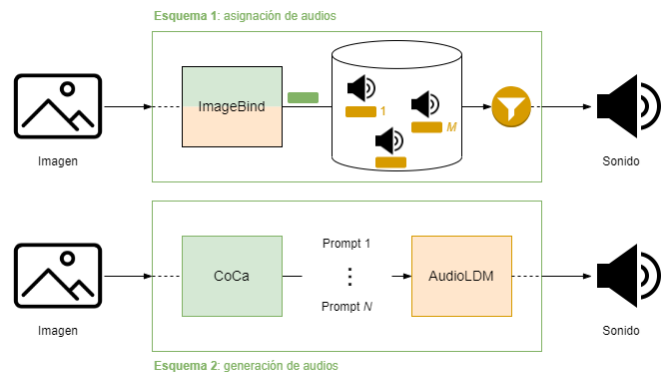 Esquema 1: asignación de audios
ImageBind
1
M
Imagen
Sonido
Prompt 1
CoCa
AudioLDM
Prompt N
Imagen
Sonido
Esquema 2: generación de audios